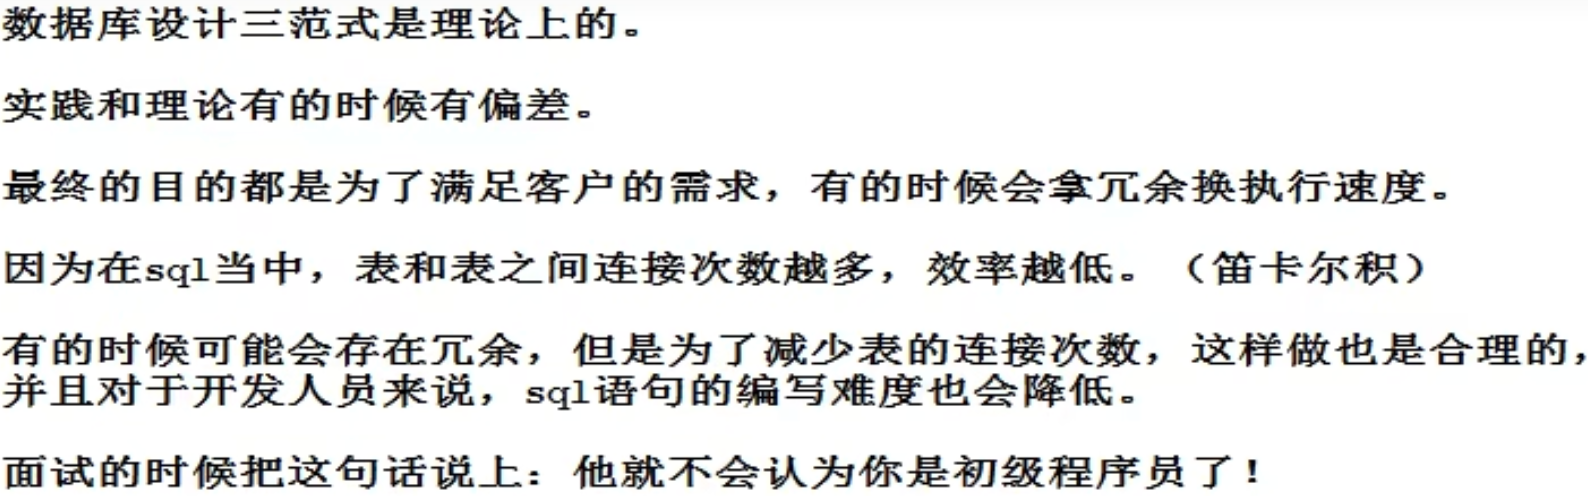 数据库设计三范式是理论上的。
实践和理论有的时候有偏差。
最终的目的都是为了满足客户的需求，有的时候会拿冗余换执行速度。
因为在sql当中，表和表之间连接次数越多，效率越低。（笛卡尔积）
有的时候可能会存在冗余，但是为了减少表的连接次数，这样做也是合理的，
并且对于开发人员来说，sql语句的编写难度也会降低。
面试的时候把这句话说上：他就不会认为你是初级程序员了！